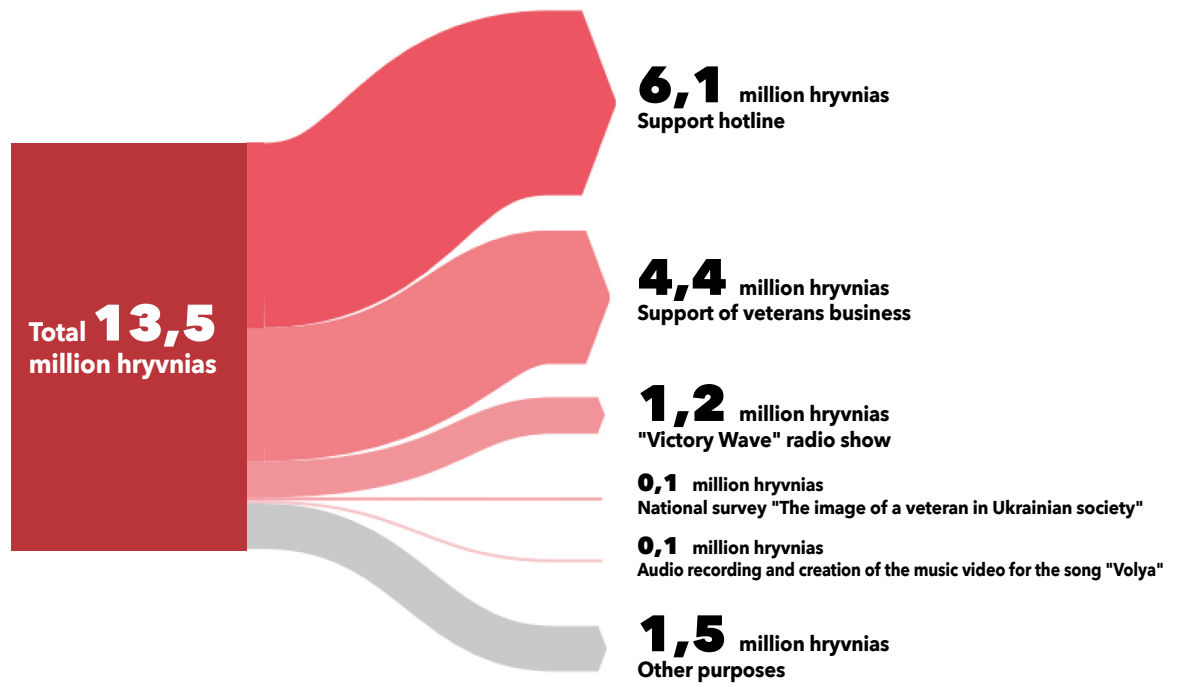 Total 13,5
million hryvnias
6,1 million hryvnias
Support hotline
4,4 million hryvnias
Support of veterans business
1,2 million hryvnias
"Victory Wave" radio show
0,1 million hryvnias
National survey "The image of a veteran in Ukrainian society"
0,1 million hryvnias
Audio recording and creation of the music video for the song "Volya"
1,5 million hryvnias
Other purposes